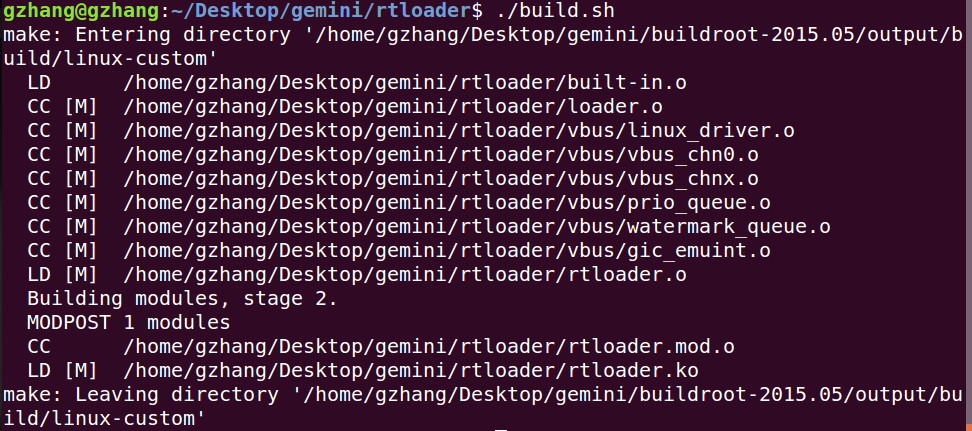 gzhang@gzhang:~/Desktop/gemini/rtloader$ ./build.sh
make: Entering directory '/home/gzhang/Desktop/gemini/buildroot-2015.05/output/b
uild/linux-custom'
  LD      /home/gzhang/Desktop/gemini/rtloader/built-in.o
  CC [M]  /home/gzhang/Desktop/gemini/rtloader/loader.o
  CC [M]  /home/gzhang/Desktop/gemini/rtloader/vbus/linux_driver.o
  CC [M]  /home/gzhang/Desktop/gemini/rtloader/vbus/vbus_chn0.o
  CC [M]  /home/gzhang/Desktop/gemini/rtloader/vbus/vbus_chnx.o
  CC [M]  /home/gzhang/Desktop/gemini/rtloader/vbus/prio_queue.o
  CC [M]  /home/gzhang/Desktop/gemini/rtloader/vbus/watermark_queue.o
  CC [M]  /home/gzhang/Desktop/gemini/rtloader/vbus/gic_emuint.o
  LD [M]  /home/gzhang/Desktop/gemini/rtloader/rtloader.o
  Building modules, stage 2.
  MODPOST 1 modules
  CC      /home/gzhang/Desktop/gemini/rtloader/rtloader.mod.o
  LD [M]  /home/gzhang/Desktop/gemini/rtloader/rtloader.ko
make: Leaving directory '/home/gzhang/Desktop/gemini/buildroot-2015.05/output/bu
ild/linux-custom'